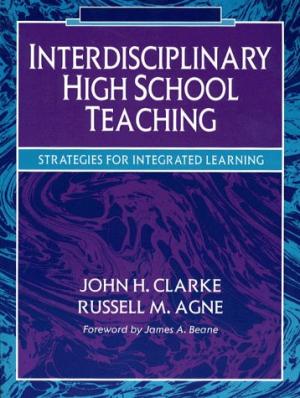 INTERDISCIPLINARY
HIGH SCHOOL
TEACHING
STRATEGIES FOR INTEGRATED LEARNING
JOHN H. CLARKE
RUSSELL M. AGNE
Foreword by James A. Beane